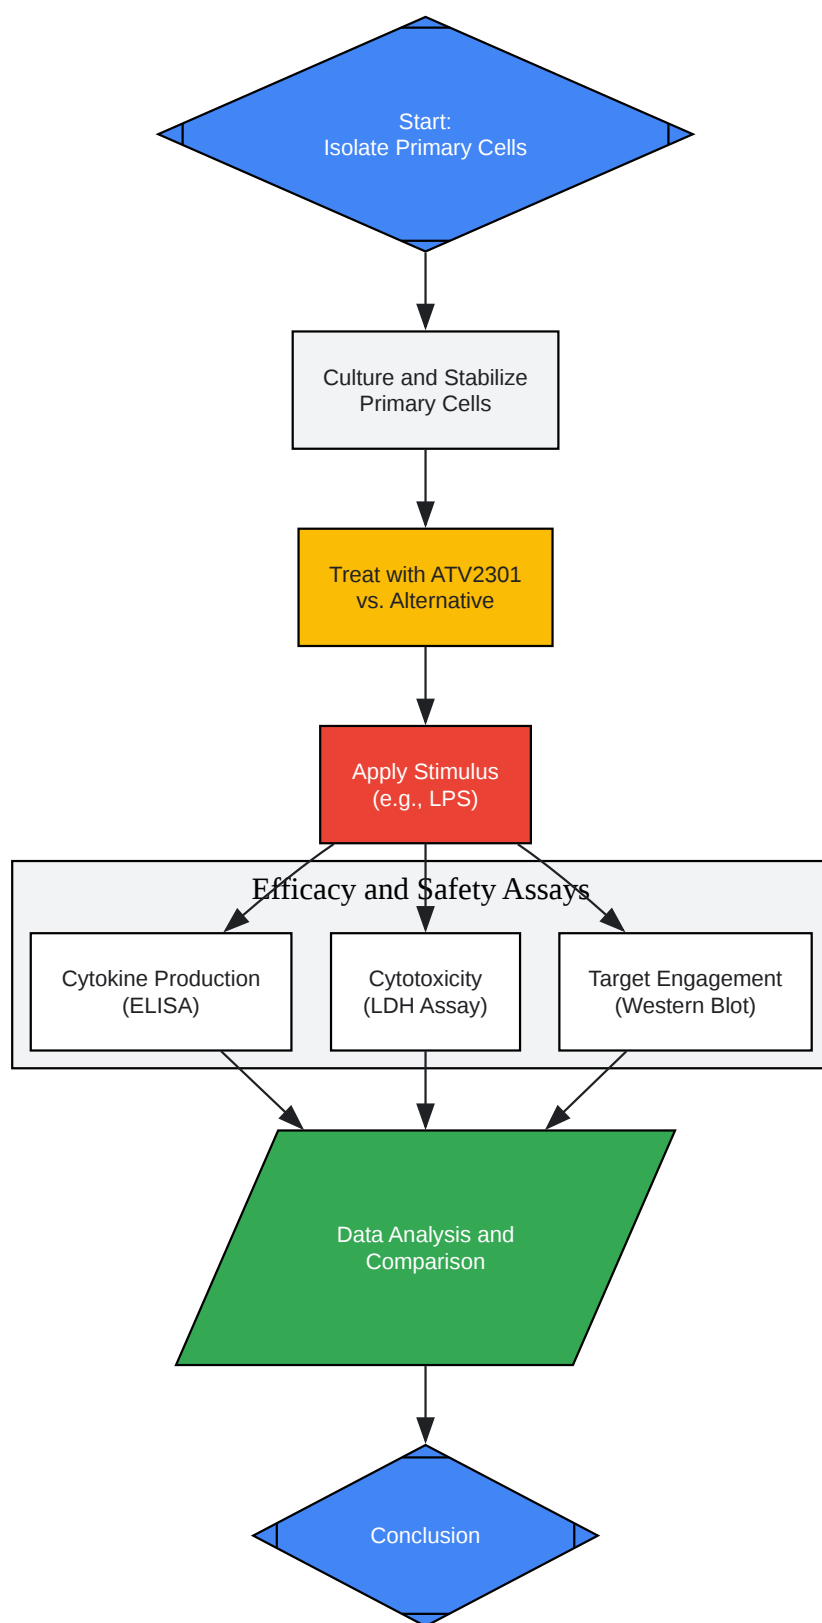 Start:
Isolate Primary Cells
Culture and Stabilize
Primary Cells
Treat with ATV2301
vs. Alternative
Apply Stimulus
(e.g., LPS)
Efficacy and Safety Assays
Cytokine Production
(ELISA)
Cytotoxicity
(LDH Assay)
Target Engagement
(Western Blot)
Data Analysis and
Comparison
Conclusion